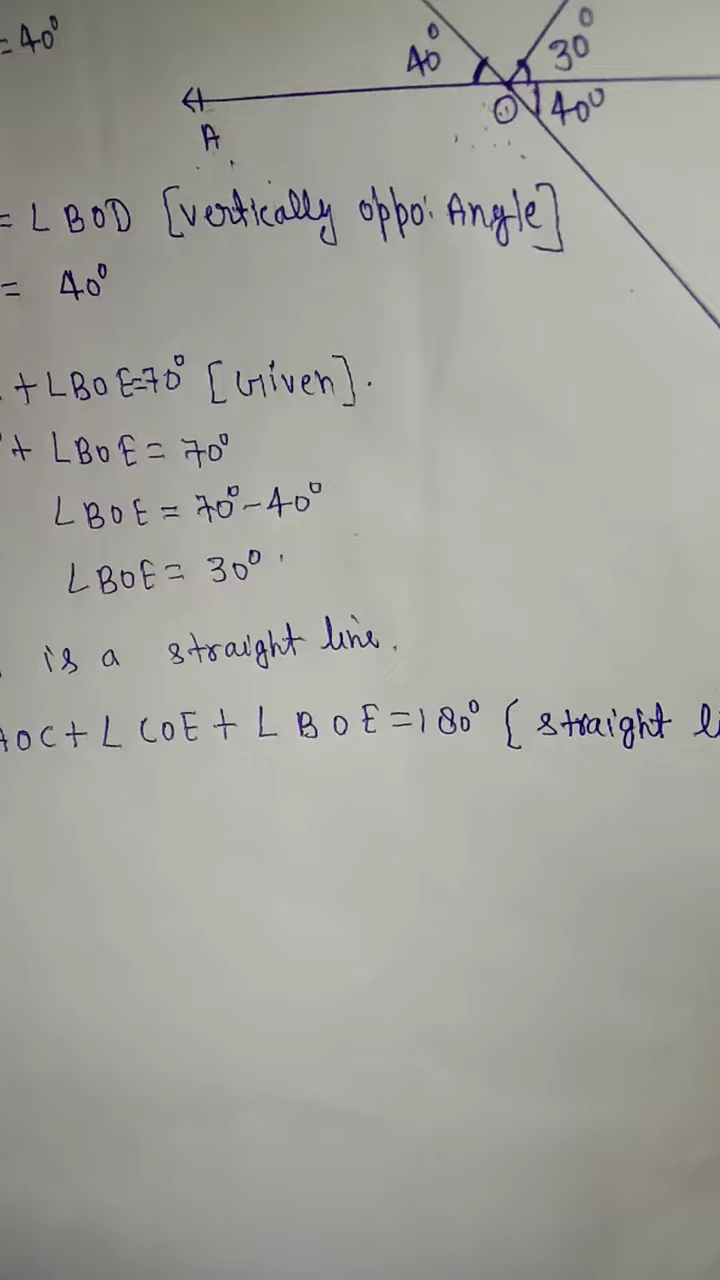 = 40°
40° 30°
A O 40°
= ∠BOD [vertically oppo. Angle]
= 40°
+ ∠BOE=70° [Given].
+ ∠BOE = 70°
∠BOE = 70° - 40°
∠BOE = 30°.
is a straight line.
AOC + ∠COE + ∠BOE = 180° { straight li